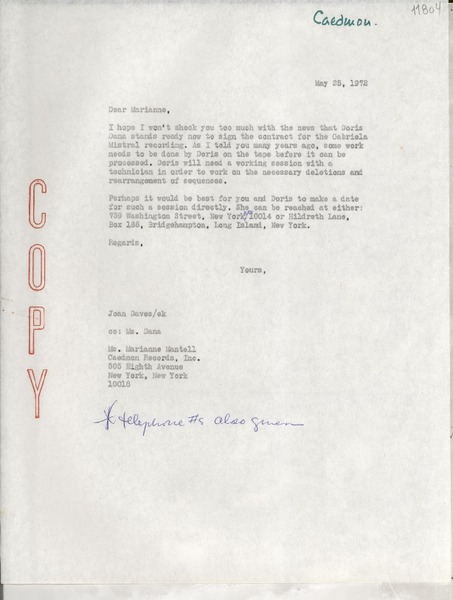 11804
Caedmon.
May 25, 1972
Dear Marianne,
I hope I won't shock you too much with the news that Doris
Dana stands ready now to sign the contract for the Gabriela
Mistral recording. As I told you many years ago, some work
needs to be done by Doris on the tape before it can be
processed. Doris will need a working session with a
technician in order to work on the necessary deletions and
rearrangement of sequences.
Perhaps it would be best for you and Doris to make a date
for such a session directly. She can be reached at either:
739 Washington Street, New York 10014 or Hildreth Lane,
Box 188, Bridgehampton, Long Island, New York.
Regards,
Yours,
Joan Daves/ek
cc: Ms. Dana
Ms. Marianne Mantell
Caedmon Records, Inc.
505 Eighth Avenue
New York, New York
10018
* telephone #s also given
COPY